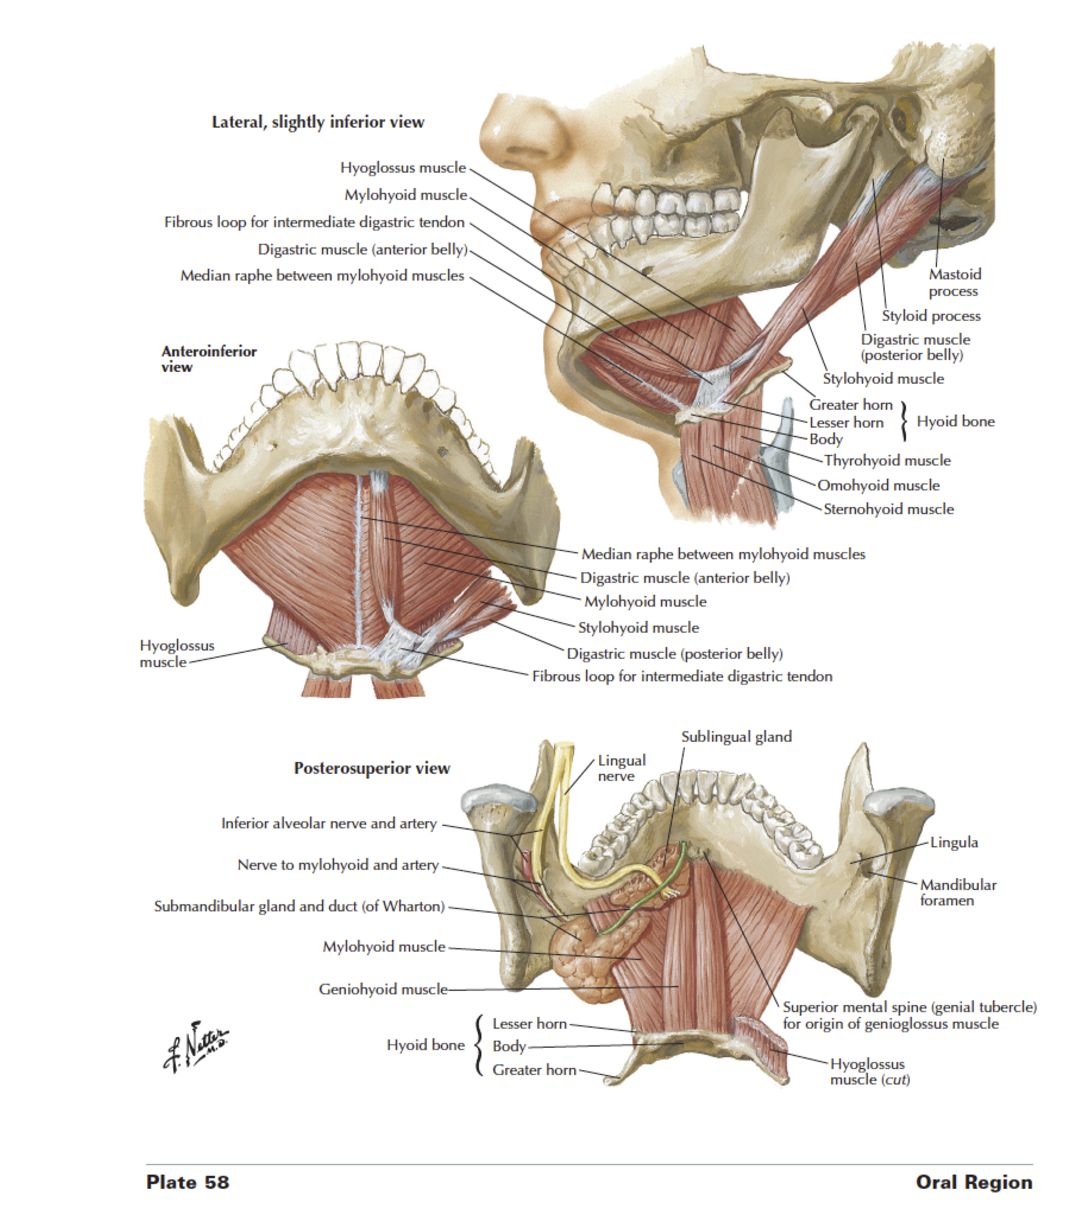 Lateral, slightly inferior view
Hyoglossus muscle
Mylohyoid muscle
Fibrous loop for intermediate digastric tendon
Digastric muscle (anterior belly)
Median raphe between mylohyoid muscles
Mastoid
process
Styloid process
Digastric muscle
(posterior belly)
Stylohyoid muscle
Greater horn
Lesser horn
Body
Hyoid bone
Thyrohyoid muscle
Omohyoid muscle
Sternohyoid muscle
Anteroinferior
view
Median raphe between mylohyoid muscles
Digastric muscle (anterior belly)
Mylohyoid muscle
Stylohyoid muscle
Digastric muscle (posterior belly)
Fibrous loop for intermediate digastric tendon
Hyoglossus
muscle
Posterosuperior view
Sublingual gland
Lingual
nerve
Inferior alveolar nerve and artery
Nerve to mylohyoid and artery
Submandibular gland and duct (of Wharton)
Mylohyoid muscle
Geniohyoid muscle
Lingula
Mandibular
foramen
Superior mental spine (genial tubercle)
for origin of genioglossus muscle
Hyoid bone
Lesser horn
Body
Greater horn
Hyoglossus
muscle (cut)
F. Netter
M.D.
Plate 58
Oral Region